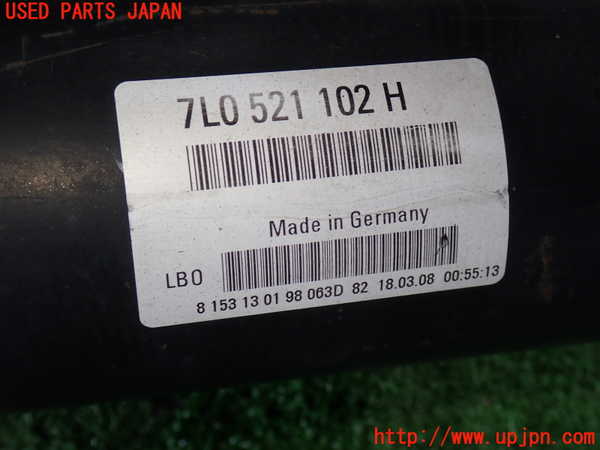 USED PARTS JAPAN
7L0 521 102 H
Made in Germany
LB0
8 153 13 01 98 063D 82 18.03.08 00:55:13
http://www.upjpn.com/